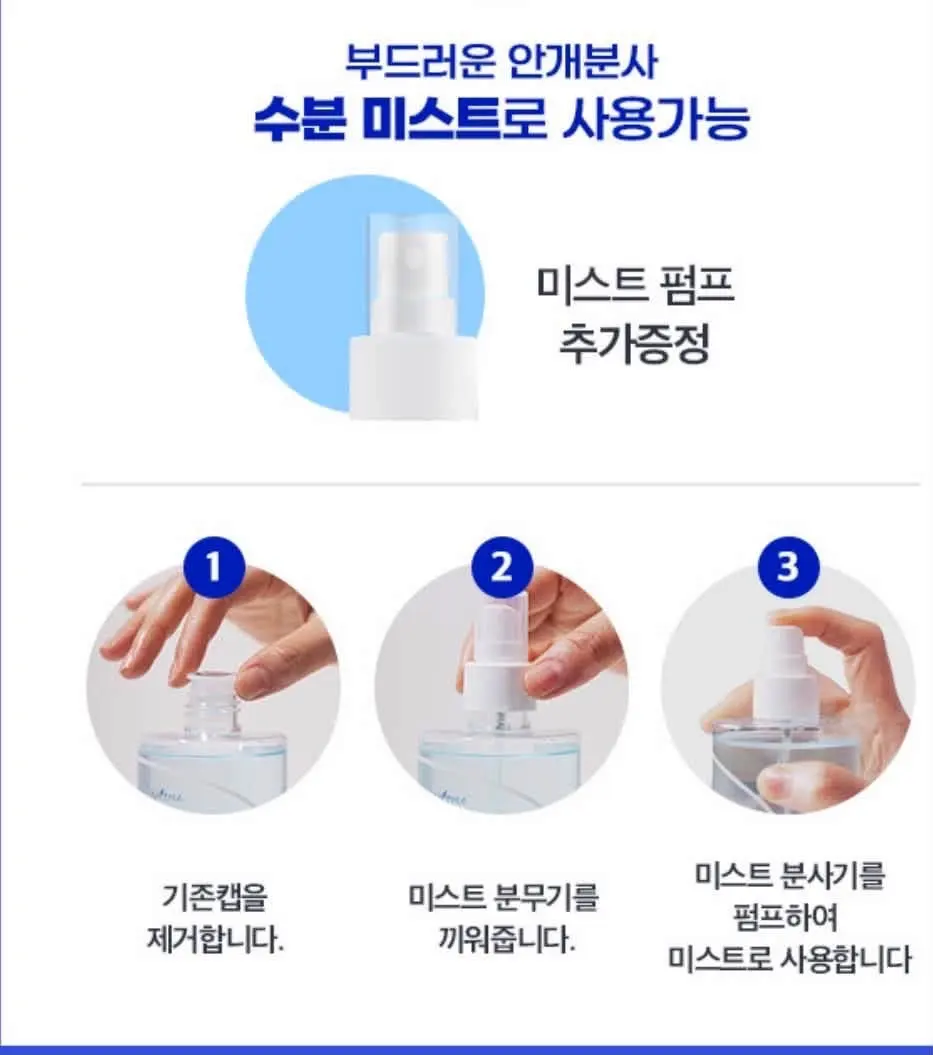 부드러운 안개분사
수분 미스트로 사용가능
미스트 펌프
추가증정
1
2
3
기존캡을
제거합니다.
미스트 분무기를
끼워줍니다.
미스트 분사기를
펌프하여
미스트로 사용합니다